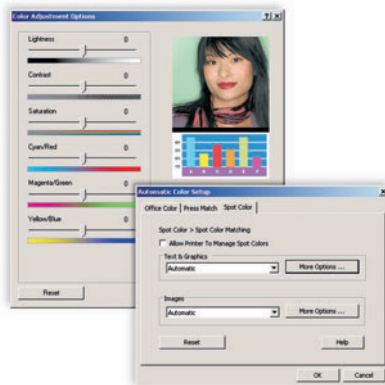 Color Adjustment Options
Lightness 0
Contrast 0
Saturation 0
Cyan/Red 0
Magenta/Green 0
Yellow/Blue 0
Reset
Automatic Color Setup
Office Color Press Match Spot Color
Spot Color > Spot Color Matching
Allow Printer To Manage Spot Colors
Text & Graphics
Automatic More Options ...
Images
Automatic More Options ...
Reset Help
OK Cancel